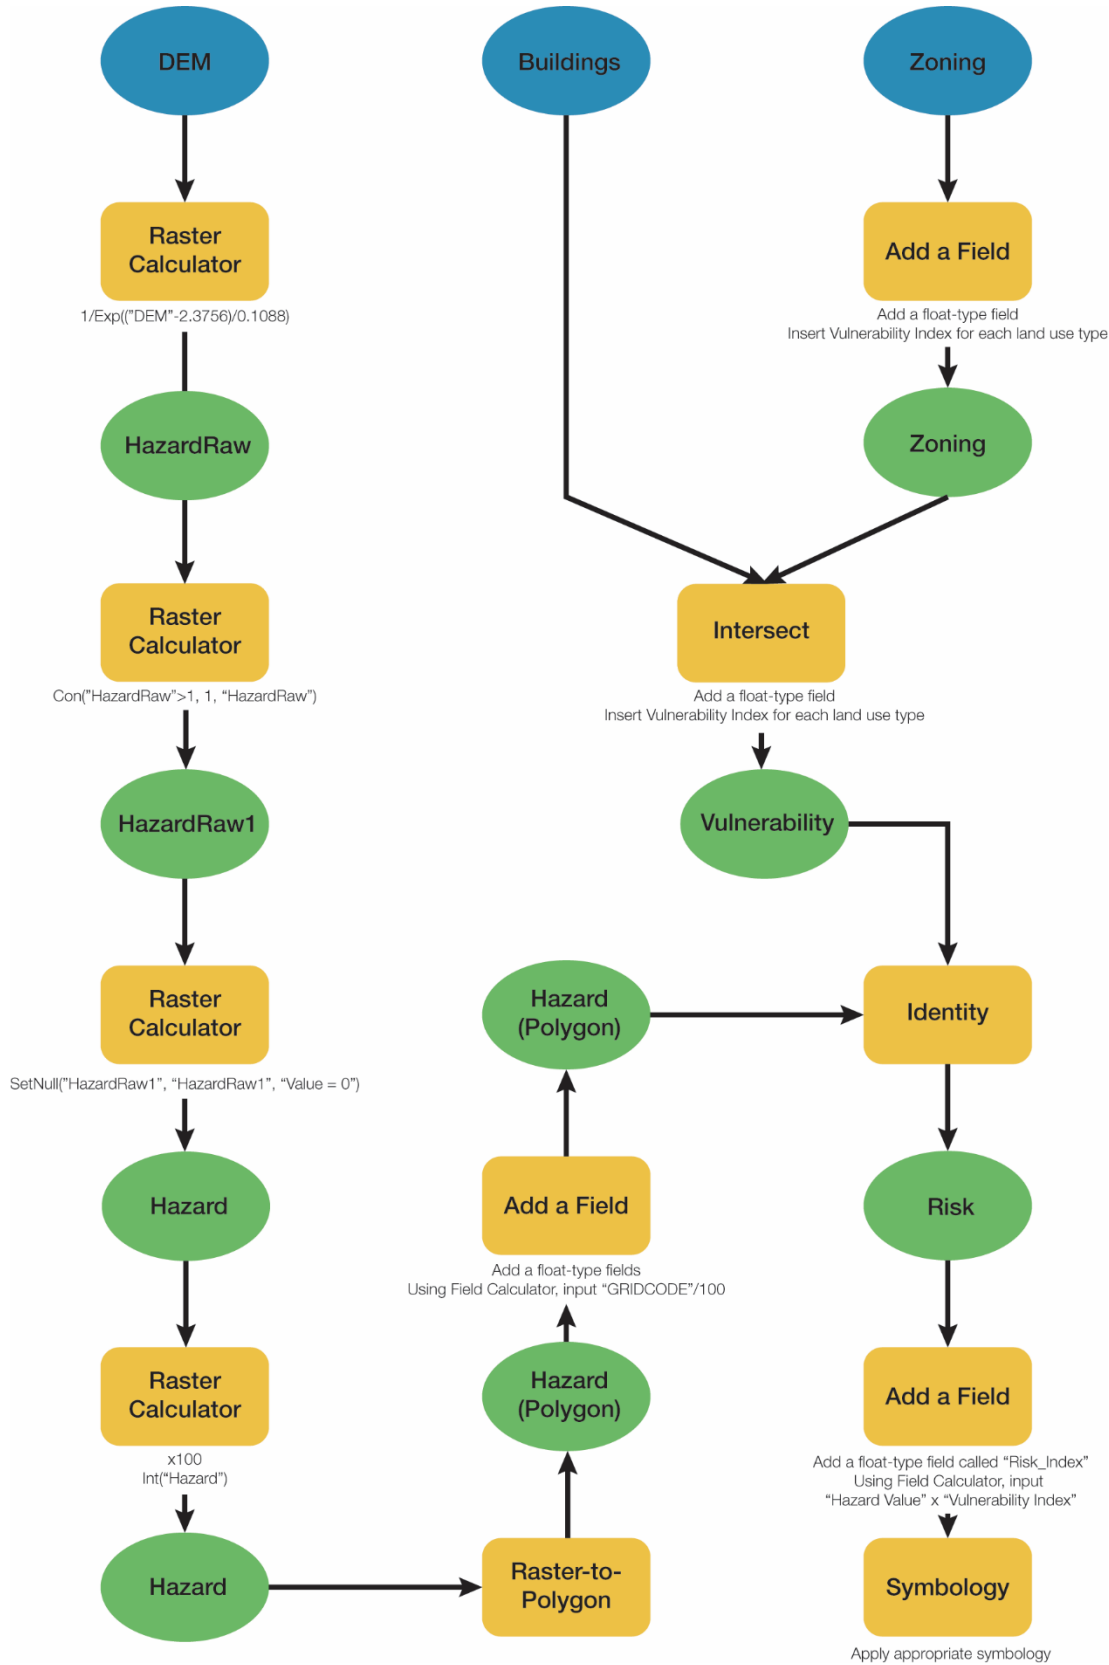 DEM
Raster
Calculator
1/Exp(("DEM"-2.3756)/0.1088)
HazardRaw
Raster
Calculator
Con("HazardRaw">1, 1, "HazardRaw")
HazardRaw1
Raster
Calculator
SetNull("HazardRaw1", "HazardRaw1", "Value = 0")
Hazard
Raster
Calculator
x100
Int("Hazard")
Hazard
Raster-to-
Polygon
Hazard
(Polygon)
Add a float-type fields
Using Field Calculator, input "GRIDCODE"/100
Add a Field
Hazard
(Polygon)
Buildings
Zoning
Add a Field
Add a float-type field
Insert Vulnerability Index for each land use type
Zoning
Intersect
Add a float-type field
Insert Vulnerability Index for each land use type
Vulnerability
Identity
Risk
Add a Field
Add a float-type field called "Risk_Index"
Using Field Calculator, input
"Hazard Value" x "Vulnerability Index"
Symbology
Apply appropriate symbology